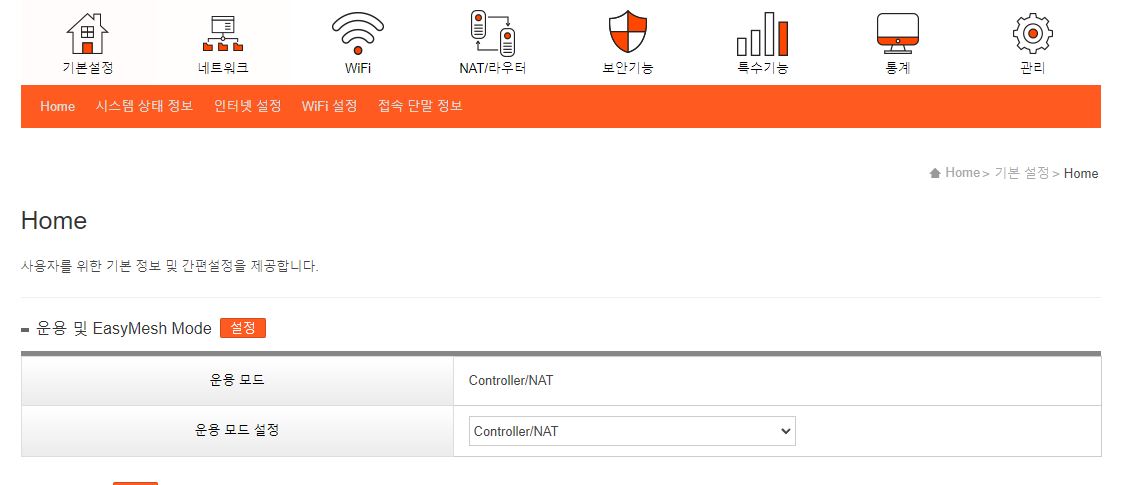 기본설정 네트워크 WiFi NAT/라우터 보안기능 특수기능 통계 관리
Home 시스템 상태 정보 인터넷 설정 WiFi 설정 접속 단말 정보
Home > 기본 설정 > Home
Home
사용자를 위한 기본 정보 및 간편설정을 제공합니다.
운용 및 EasyMesh Mode 설정
운용 모드 Controller/NAT
운용 모드 설정 Controller/NAT